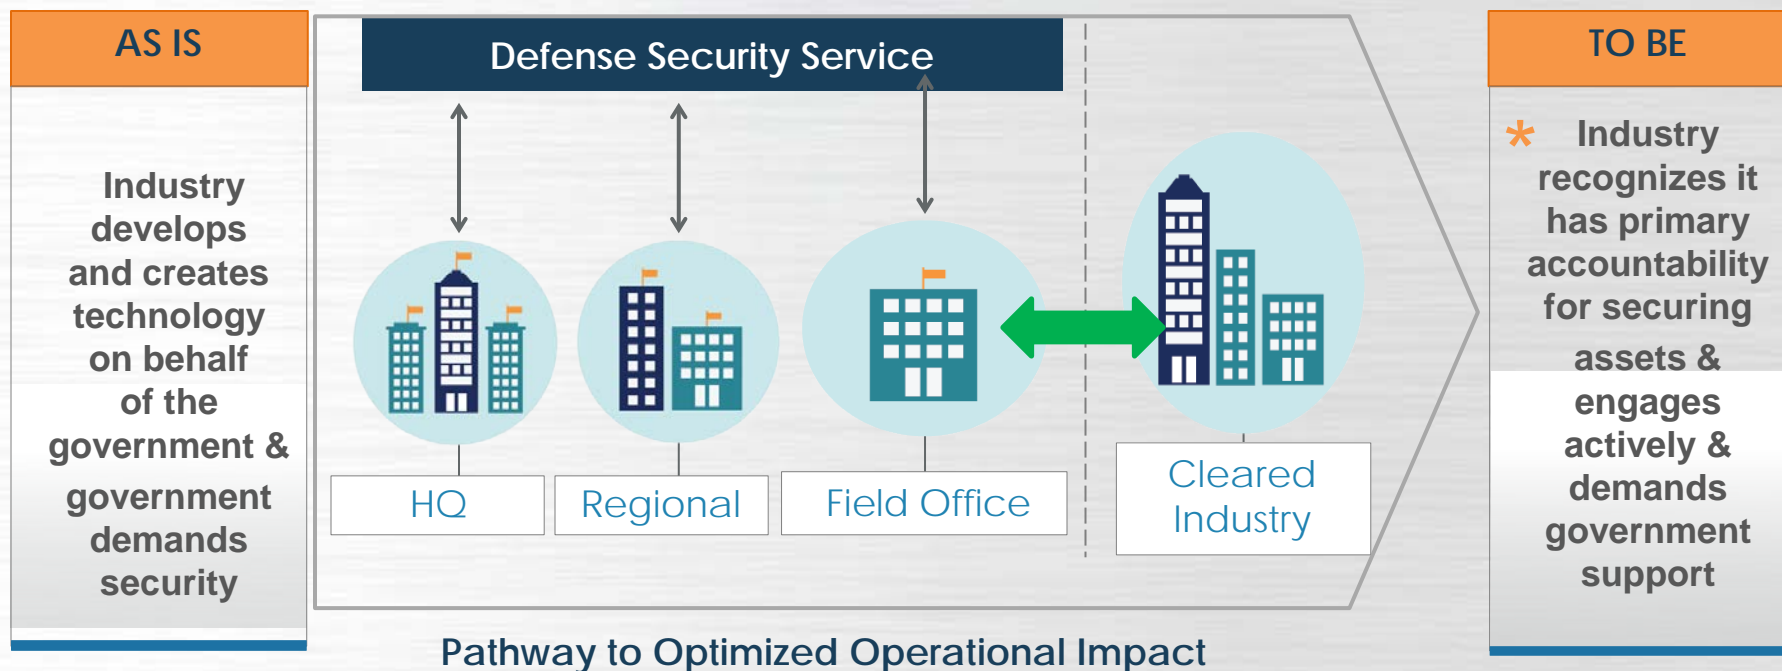 AS IS
Industry
develops
and creates
technology
on behalf
of the
government &
government
demands
security
Defense Security Service
HQ
Regional
Field Office
Cleared
Industry
Pathway to Optimized Operational Impact
TO BE
* Industry
recognizes it
has primary
accountability
for securing
assets &
engages
actively &
demands
government
support